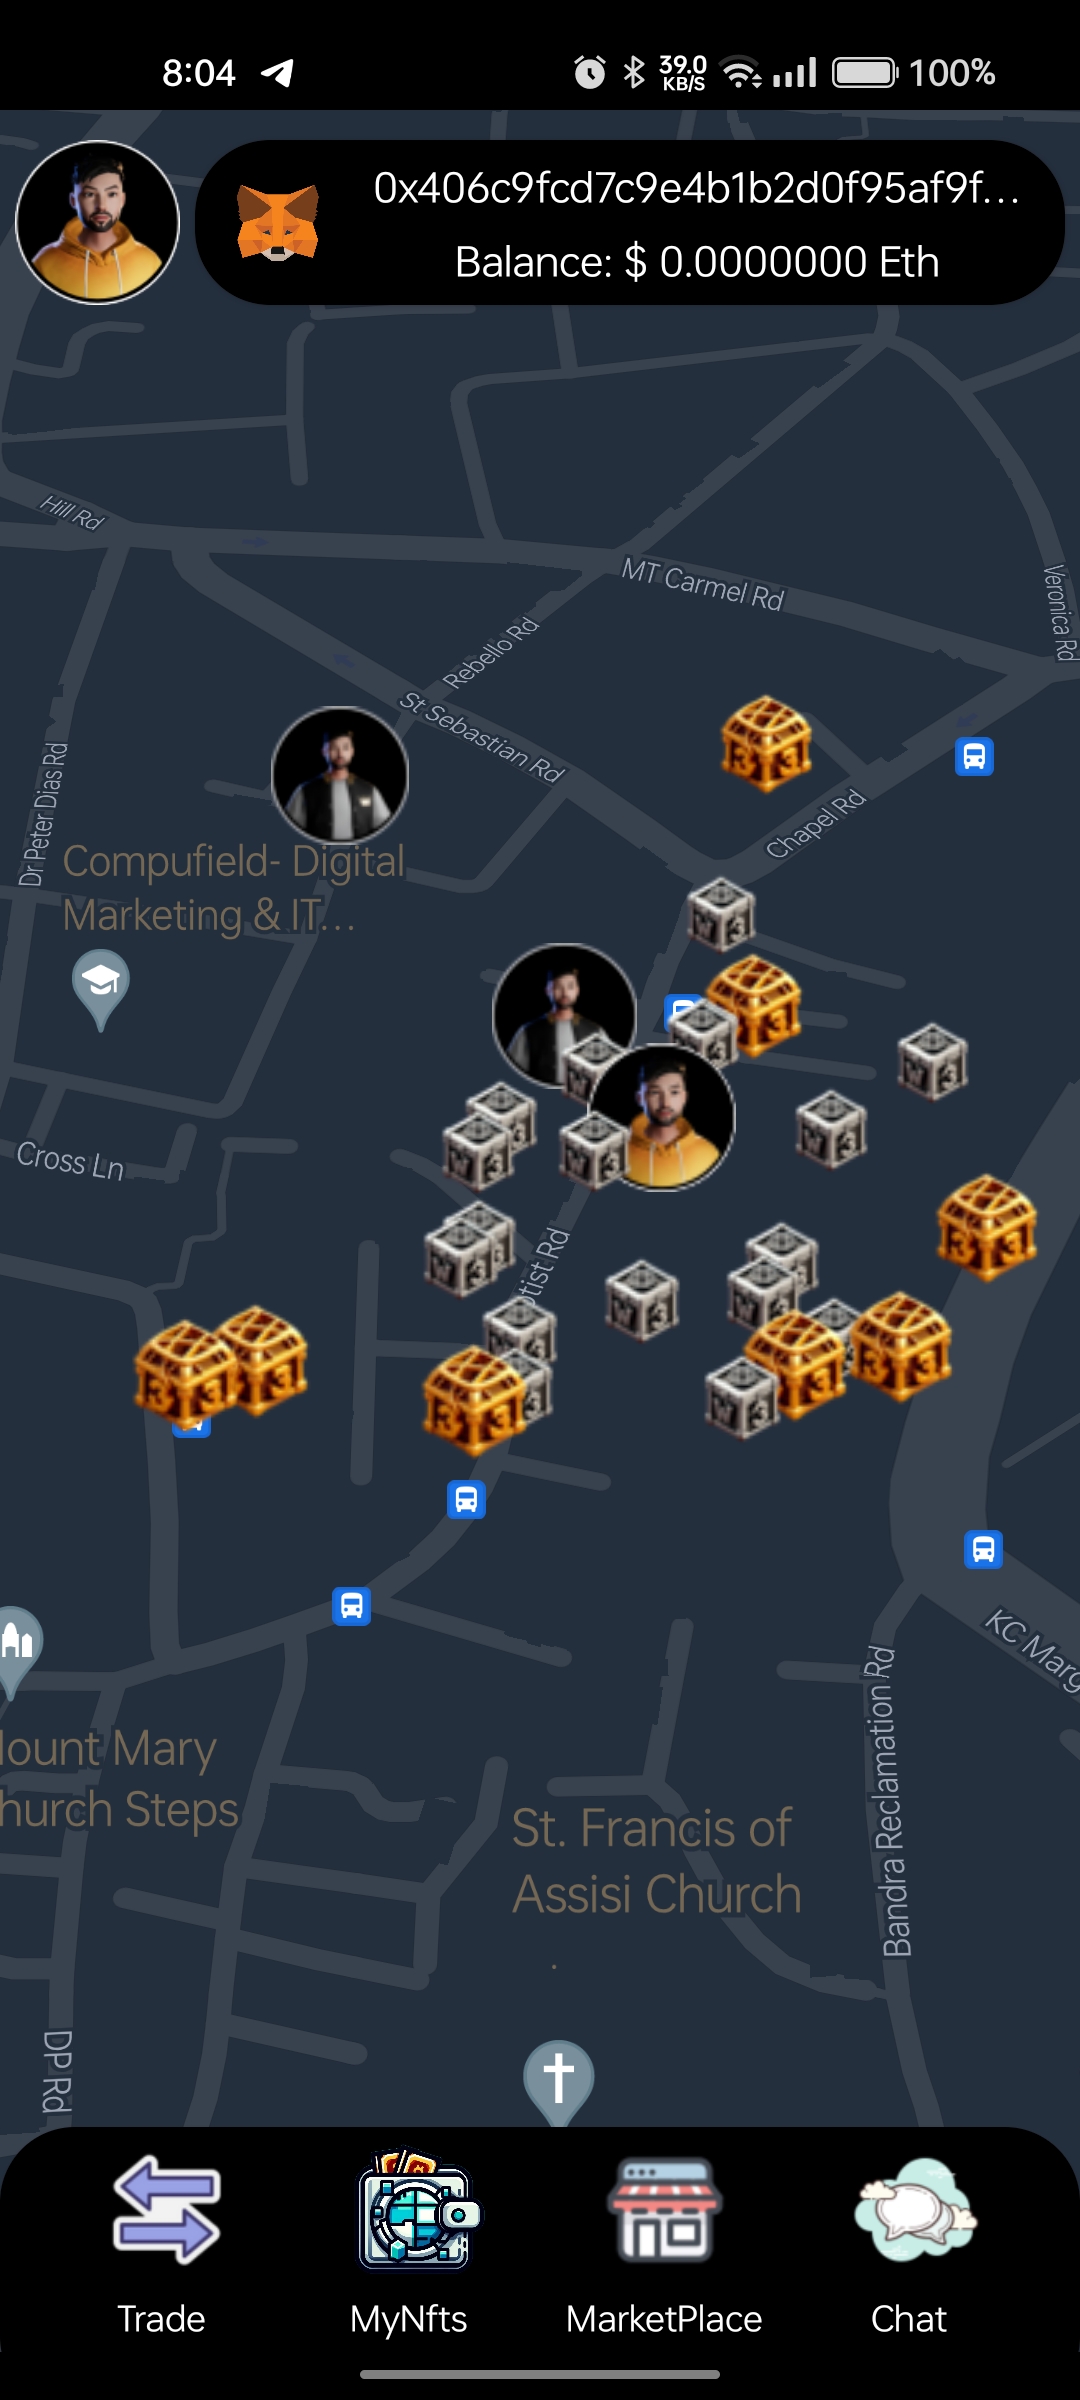 8:04
39.0
KB/S
100%
0x406c9fcd7c9e4b1b2d0f95af9f...
Balance: $ 0.0000000 Eth
Hill Rd
MT Carmel Rd
Veronica Rd
Rebello Rd
St Sebastian Rd
Dr Peter Dias Rd
Chapel Rd
Compufield- Digital
Marketing & IT...
Cross Ln
tist Rd
KC Marg
Bandra Reclamation Rd
ount Mary
hurch Steps
St. Francis of
Assisi Church
DP Rd
Trade
MyNfts
MarketPlace
Chat